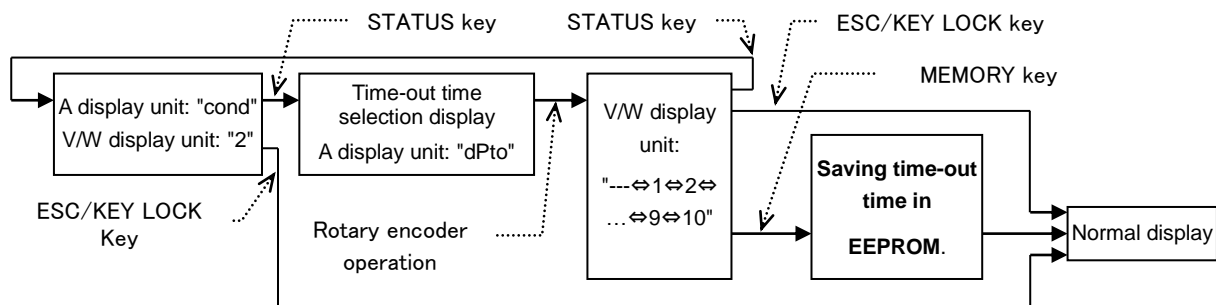 STATUS key
STATUS key
ESC/KEY LOCK key
MEMORY key
A display unit: "cond"
V/W display unit: "2"
Time-out time
selection display
A display unit: "dPto"
V/W display
unit:
"---⇔1⇔2⇔
…⇔9⇔10"
Saving time-out
time in
EEPROM.
Normal display
ESC/KEY LOCK
Key
Rotary encoder
operation